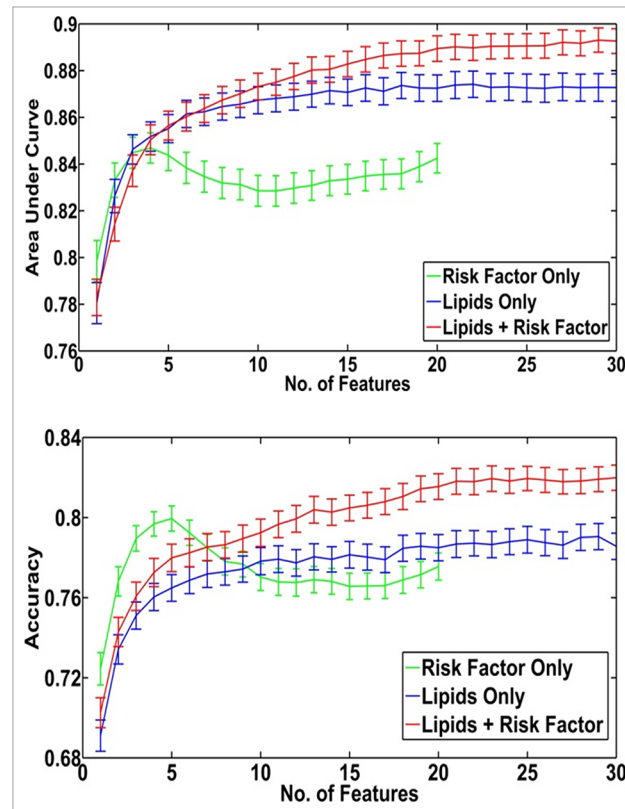 0.9
0.88
0.86
0.84
0.82
0.8
0.78
0.76
Area Under Curve
Risk Factor Only
Lipids Only
Lipids + Risk Factor
0 5 10 15 20 25 30
No. of Features
0.84
0.8
0.76
0.72
0.68
Accuracy
Risk Factor Only
Lipids Only
Lipids + Risk Factor
0 5 10 15 20 25 30
No. of Features